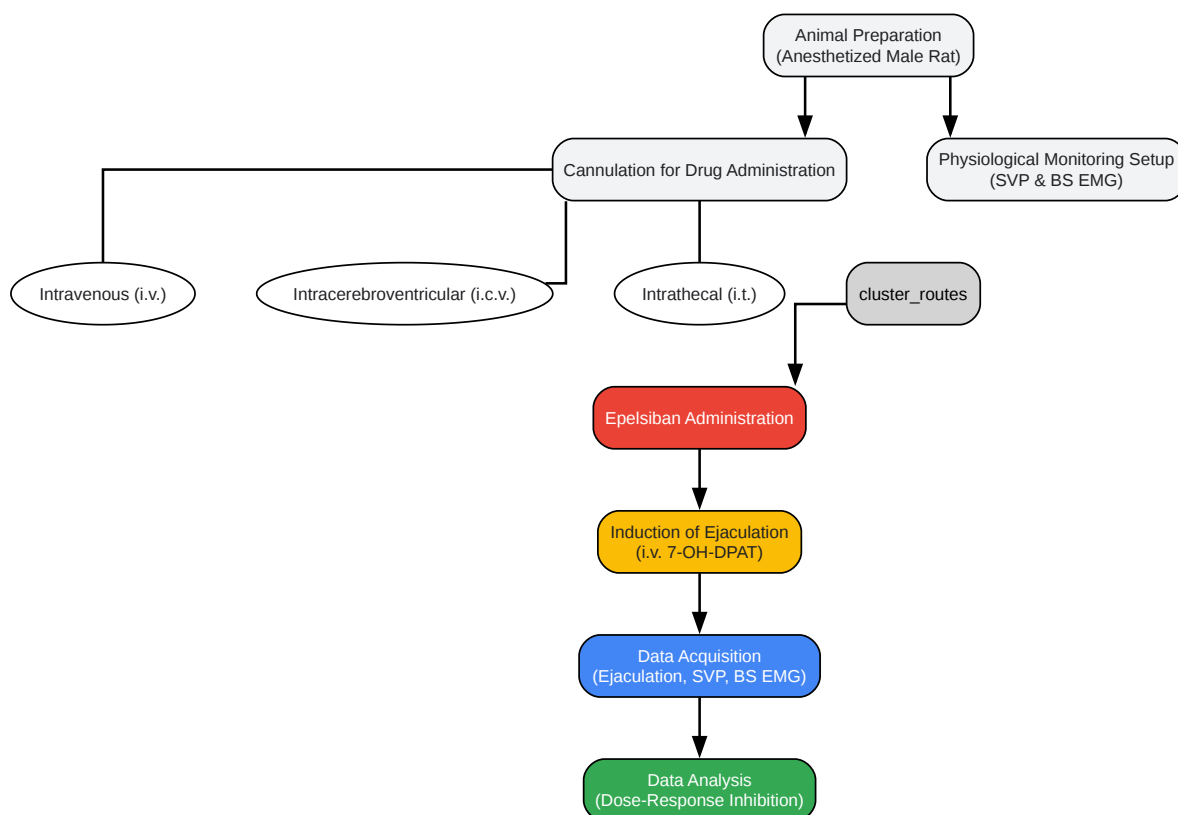 Animal Preparation
(Anesthetized Male Rat)
Cannulation for Drug Administration
Physiological Monitoring Setup
(SVP & BS EMG)
Intravenous (i.v.)
Intracerebroventricular (i.c.v.)
Intrathecal (i.t.)
cluster_routes
Epelsiban Administration
Induction of Ejaculation
(i.v. 7-OH-DPAT)
Data Acquisition
(Ejaculation, SVP, BS EMG)
Data Analysis
(Dose-Response Inhibition)